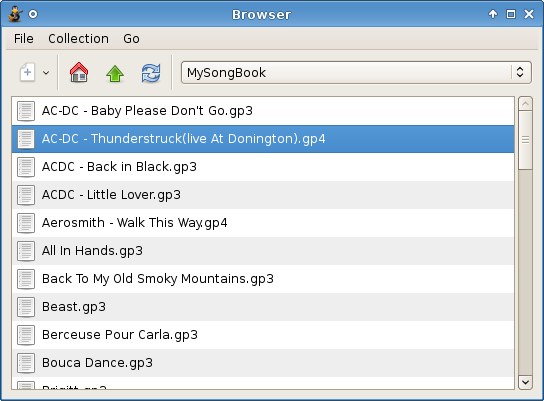 Browser
File Collection Go
MySongBook
AC-DC - Baby Please Don't Go.gp3
AC-DC - Thunderstruck(live At Donington).gp4
ACDC - Back in Black.gp3
ACDC - Little Lover.gp3
Aerosmith - Walk This Way.gp4
All In Hands.gp3
Back To My Old Smoky Mountains.gp3
Beast.gp3
Berceuse Pour Carla.gp3
Bouca Dance.gp3
Brigitt.gp3